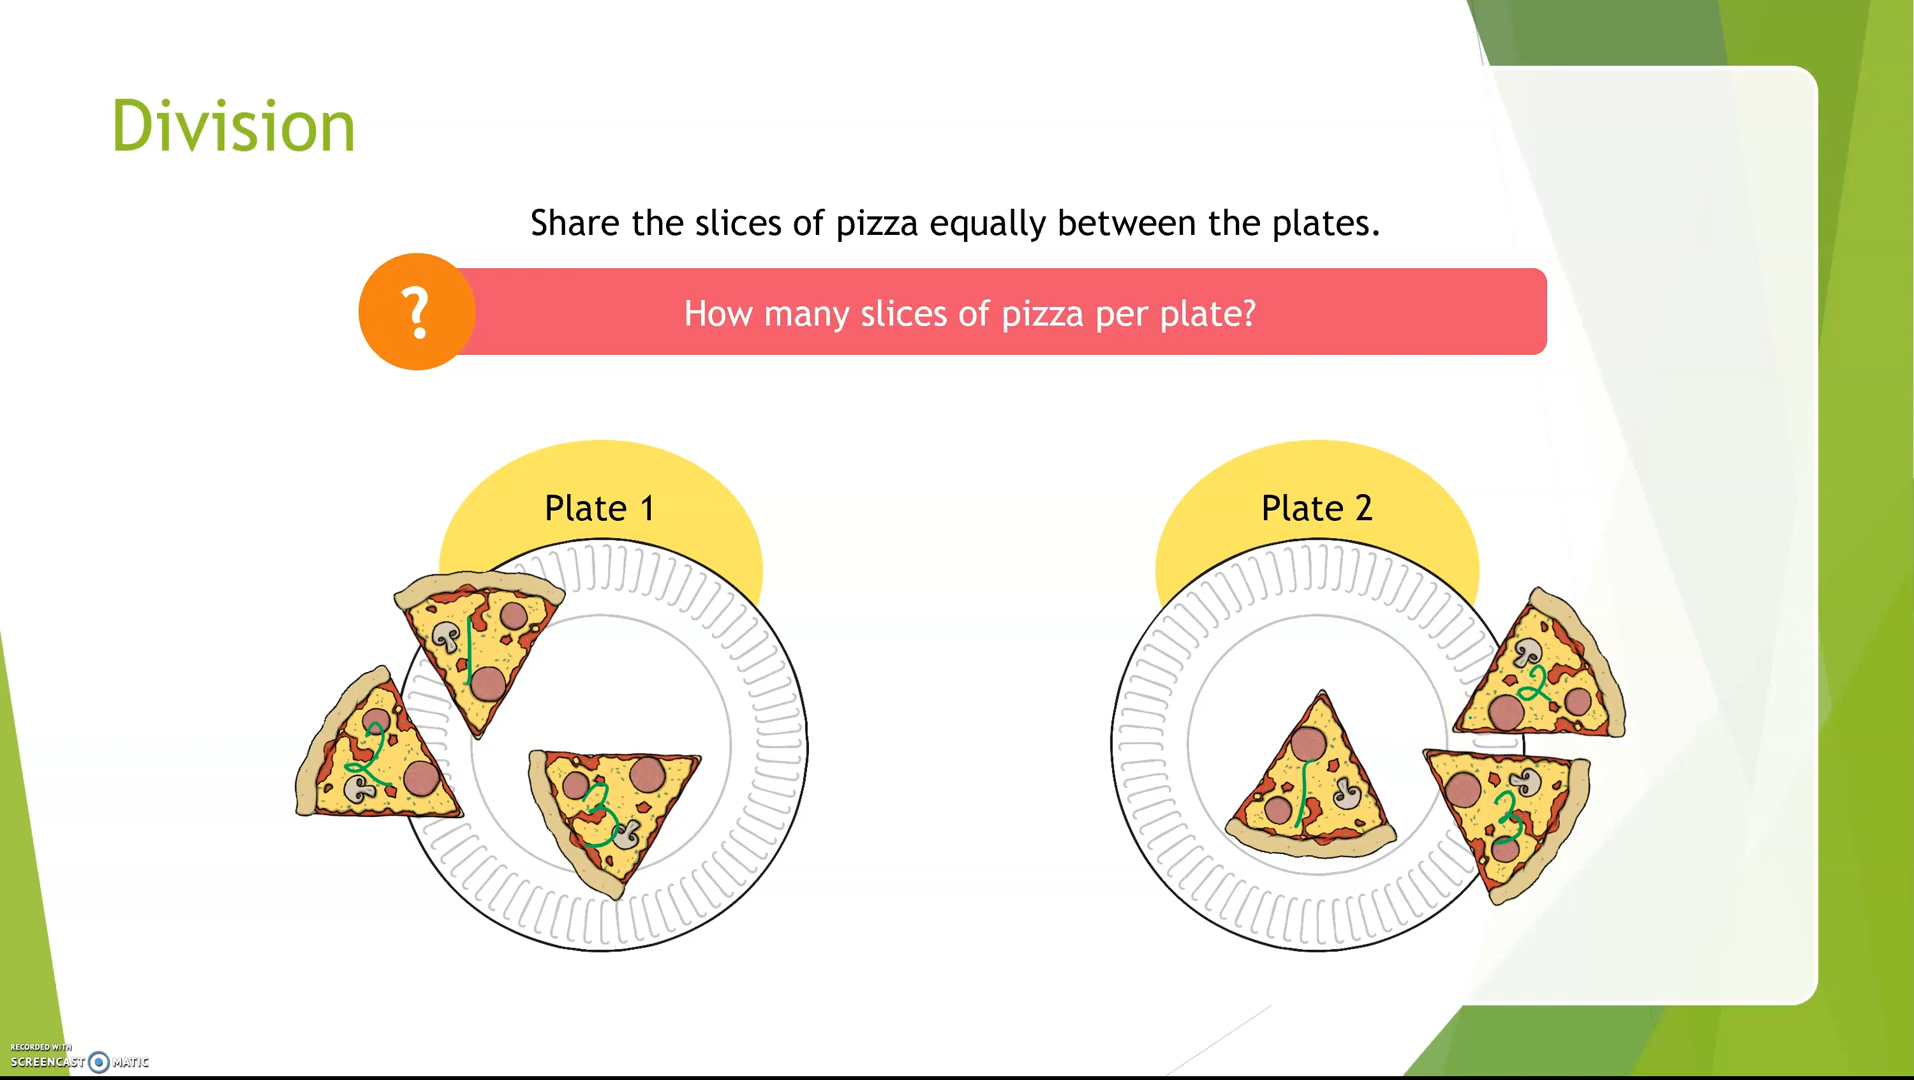 Division
Share the slices of pizza equally between the plates.
?
How many slices of pizza per plate?
Plate 1
Plate 2
1
2
3
1
2
3
RECORDED WITH
SCREENCAST MATIC